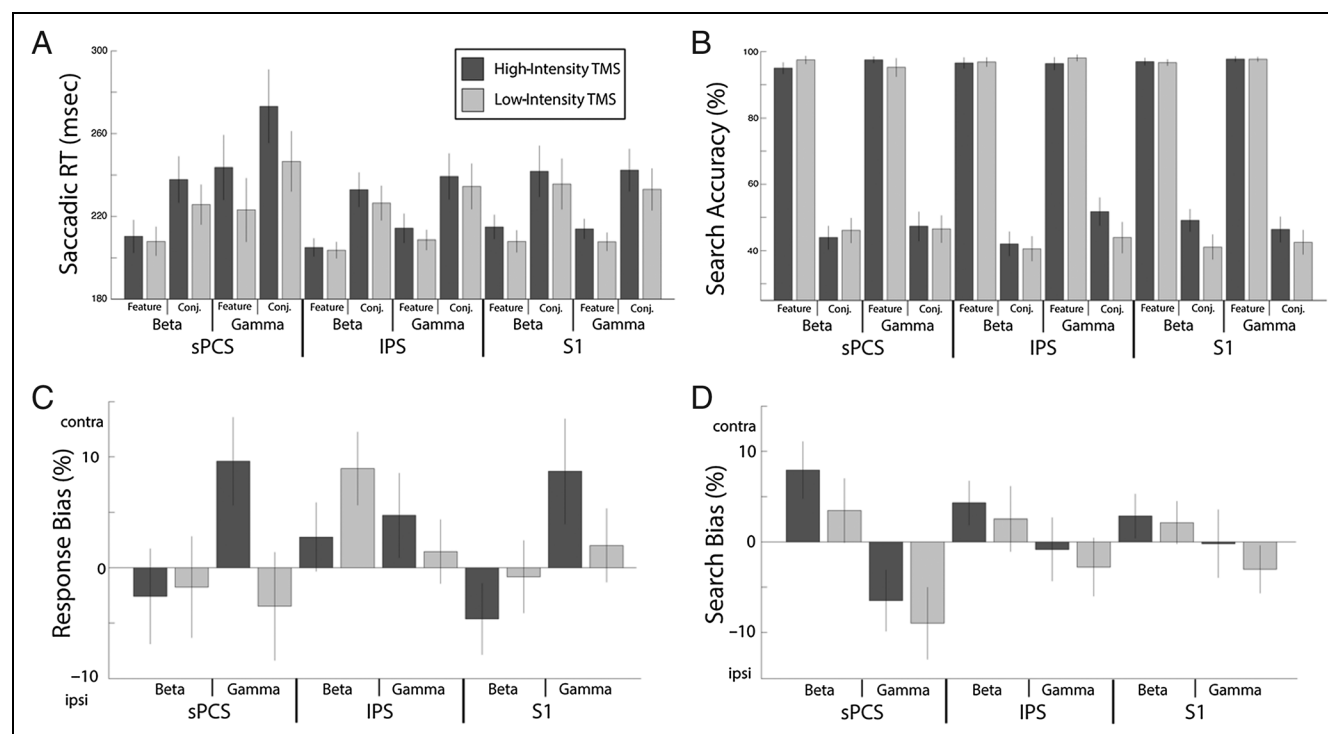 A
Saccadic RT (msec)
300
260
220
180
High-Intensity TMS
Low-Intensity TMS
Feature Conj. Feature Conj. Feature Conj. Feature Conj. Feature Conj. Feature Conj.
Beta Gamma Beta Gamma Beta Gamma
sPCS IPS S1
B
Search Accuracy (%)
100
80
60
40
Feature Conj. Feature Conj. Feature Conj. Feature Conj. Feature Conj. Feature Conj.
Beta Gamma Beta Gamma Beta Gamma
sPCS IPS S1
C
Response Bias (%)
contra
10
0
−10
ipsi
Beta Gamma Beta Gamma Beta Gamma
sPCS IPS S1
D
Search Bias (%)
contra
10
0
−10
ipsi
Beta Gamma Beta Gamma Beta Gamma
sPCS IPS S1